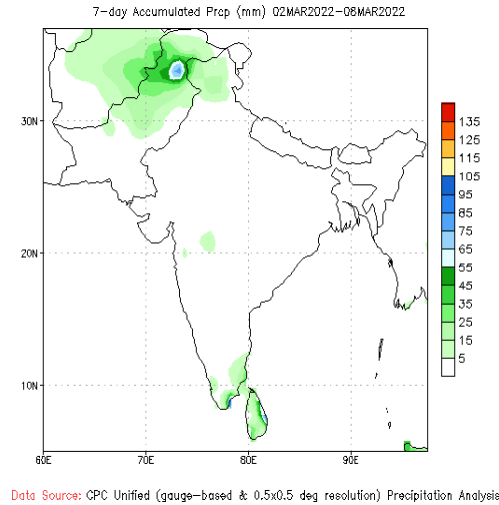 7-day Accumulated Prcp (mm) 02MAR2022-08MAR2022
30N
20N
10N
60E 70E 80E 90E
135
125
115
105
95
85
75
65
55
45
35
25
15
5
Data Source: CPC Unified (gauge-based & 0.5x0.5 deg resolution) Precipitation Analysis